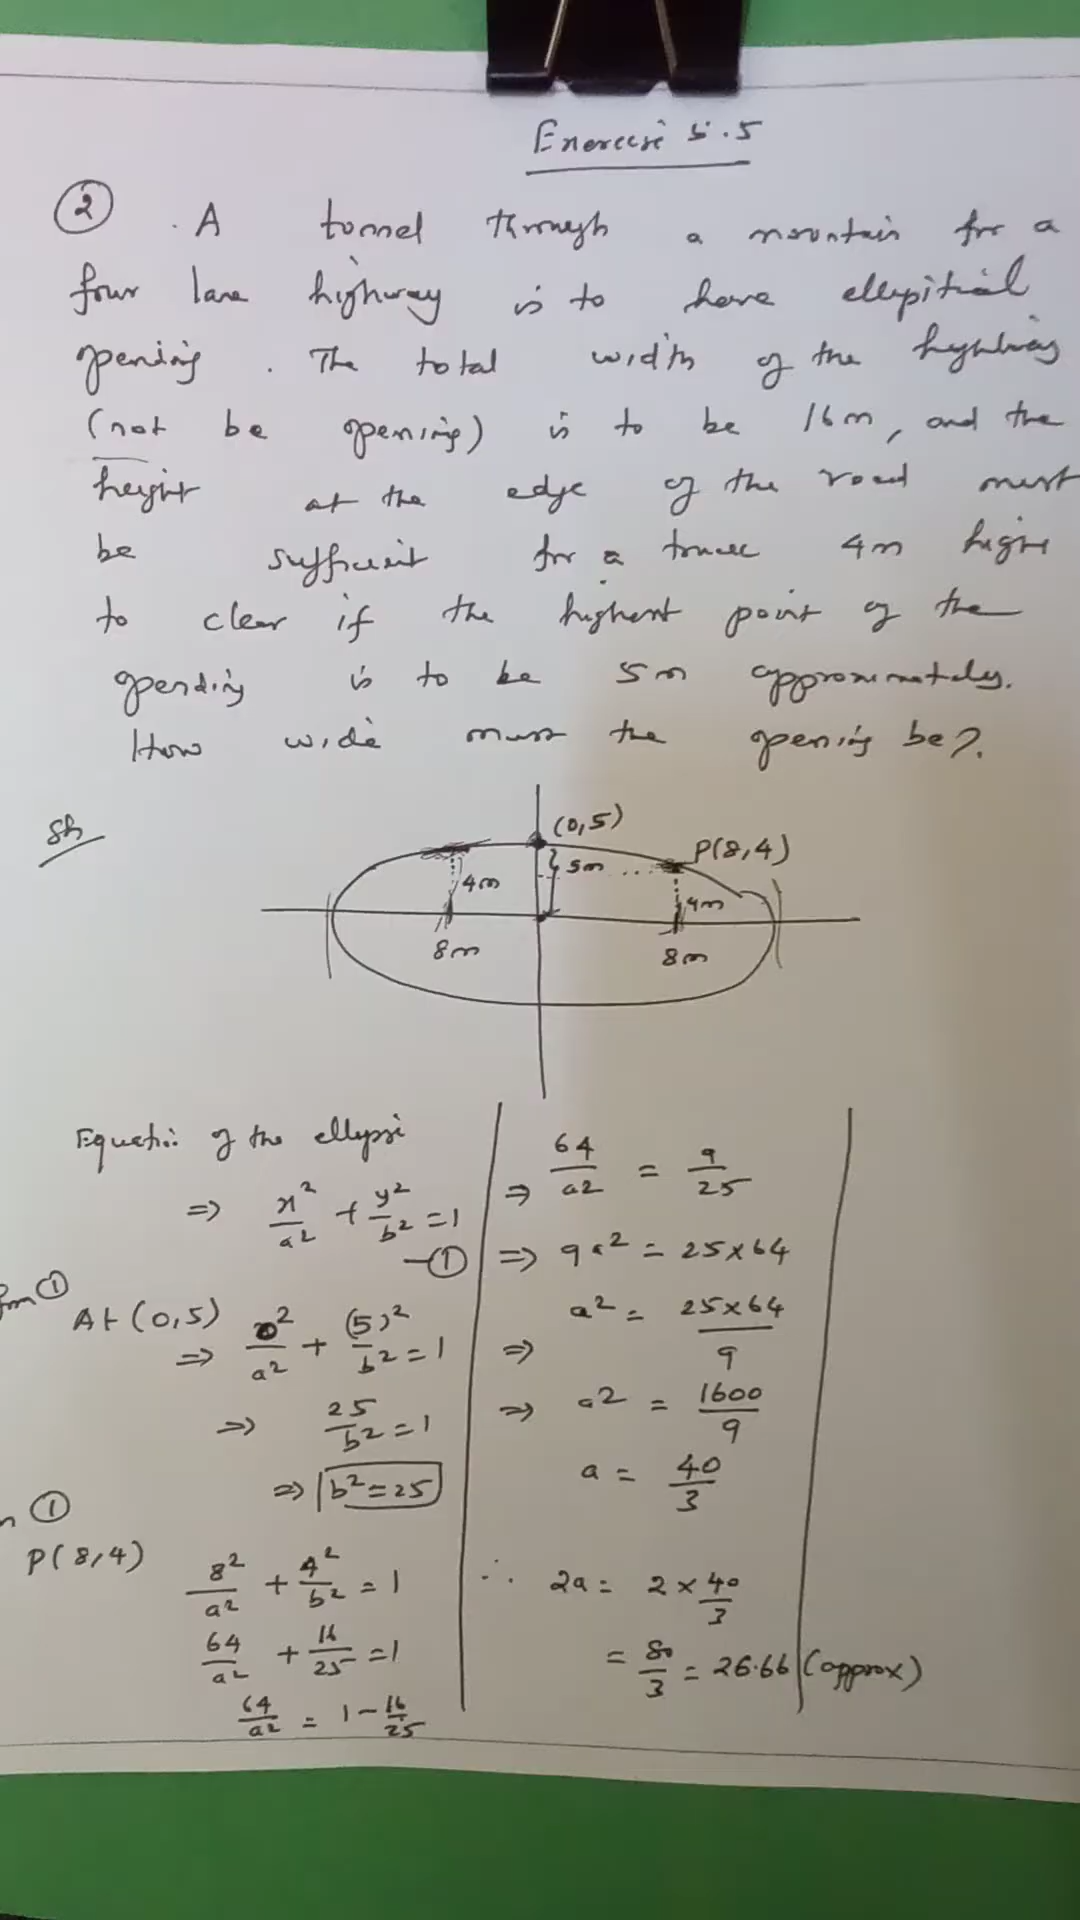 Exercise 5.5
② . A tunnel through a mountain for a
four lane highway is to have ellepitical
opening . The total width of the highway
(not be opening) is to be 16m, and the
height at the edge of the road must
be sufficient for a truck 4m high
to clear if the highest point of the
opening is to be 5m approximately.
How wide must the opening be?.
(0,5)
P(8,4)
5m
4m
4m
8m
8m
Equation of the ellipse
⇒ x²/a² + y²/b² = 1
—①
from ①
At (0,5)
⇒ 0²/a² + (5)²/b² = 1
⇒ 25/b² = 1
⇒ b² = 25
①
P(8,4)
8²/a² + 4²/b² = 1
64/a² + 16/25 = 1
64/a² = 1 - 16/25
⇒ 64/a² = 9/25
⇒ 9a² = 25×64
⇒ a² = 25×64/9
⇒ a² = 1600/9
a = 40/3
∴ 2a = 2 × 40/3
= 80/3 = 26.66 (approx)